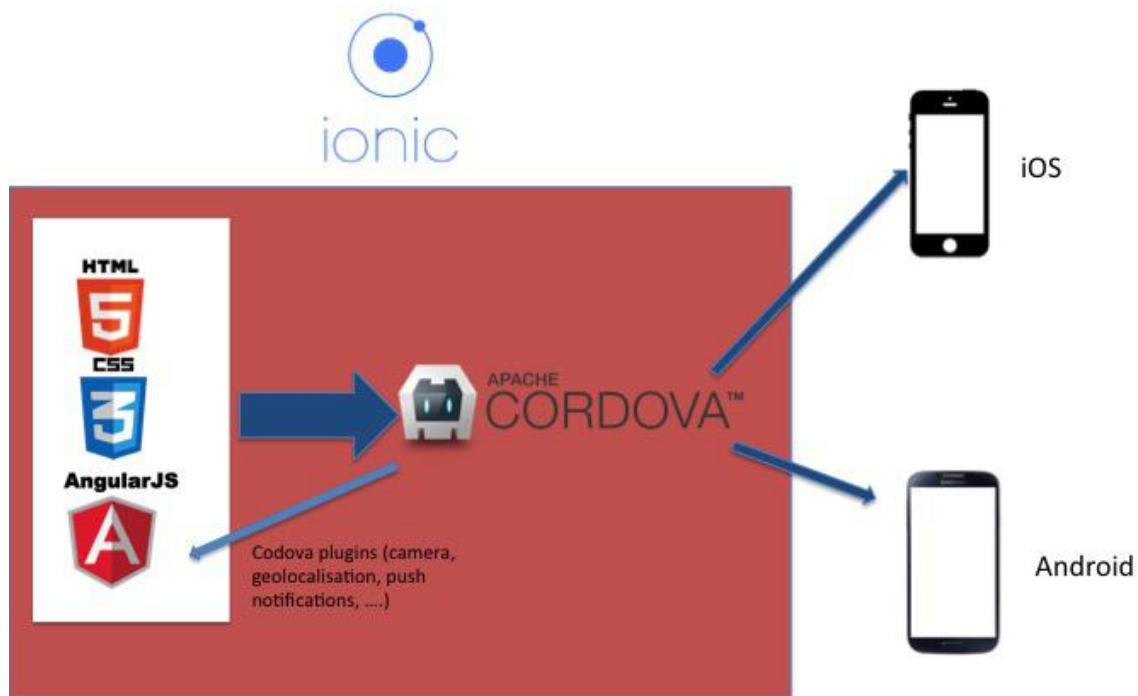 ionic
iOS
HTML
5
CSS
3
AngularJS
A
APACHE
CORDOVA™
Codova plugins (camera,
geolocalisation, push
notifications, ….)
Android